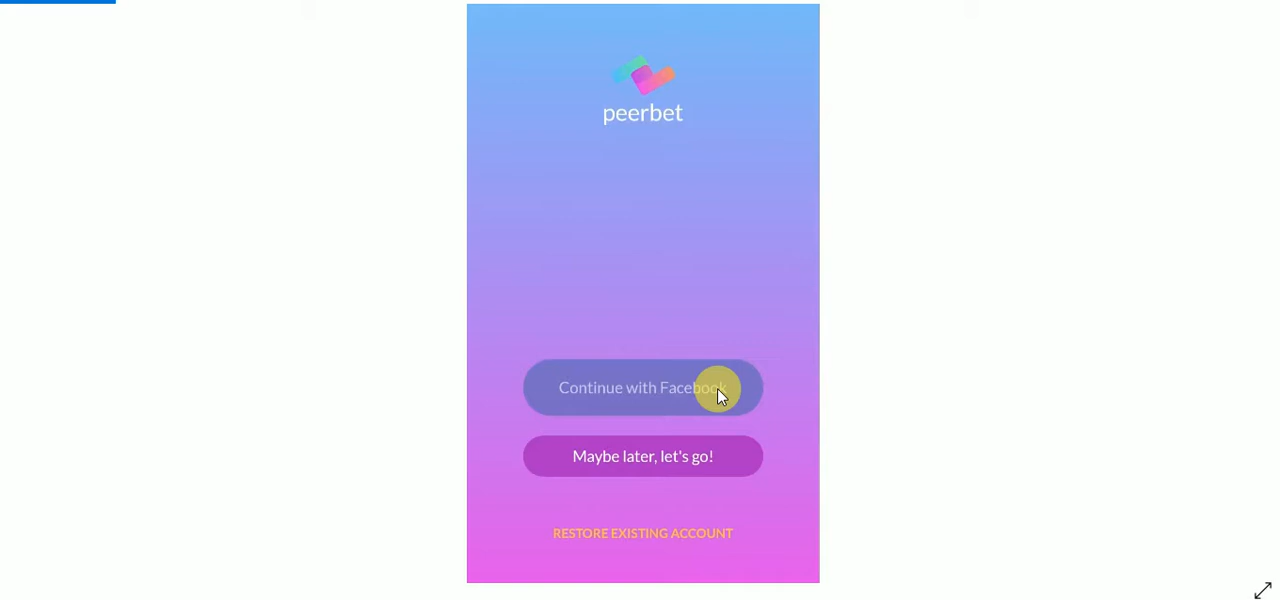 peerbet
Continue with Facebook
Maybe later, let's go!
RESTORE EXISTING ACCOUNT